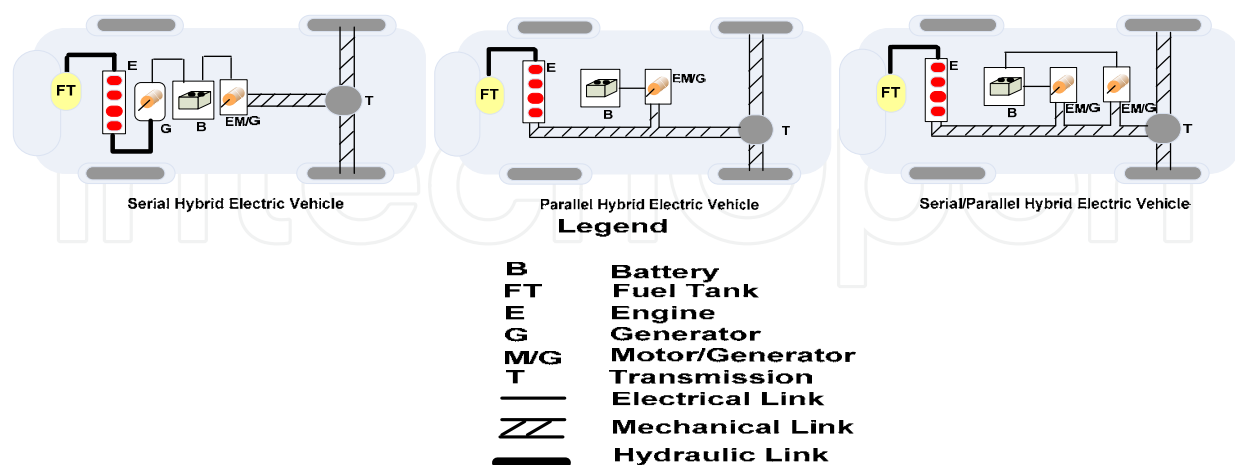 E
FT
G
B
EM/G
T
Serial Hybrid Electric Vehicle
E
FT
EM/G
B
T
Parallel Hybrid Electric Vehicle
E
FT
B
EM/G
EM/G
T
Serial/Parallel Hybrid Electric Vehicle
IntechOpen
Legend
B Battery
FT Fuel Tank
E Engine
G Generator
M/G Motor/Generator
T Transmission
Electrical Link
Mechanical Link
Hydraulic Link